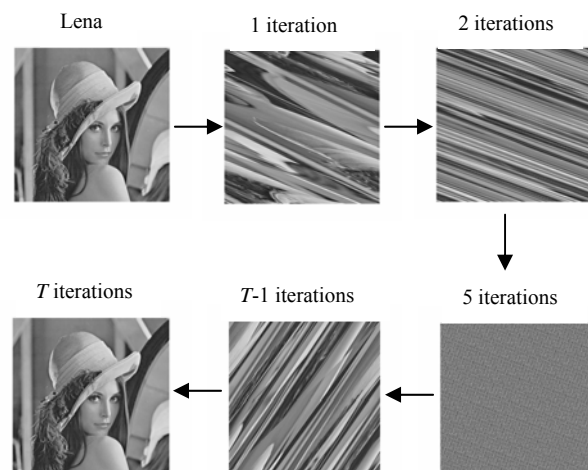 Lena
1 iteration
2 iterations
T iterations
T-1 iterations
5 iterations